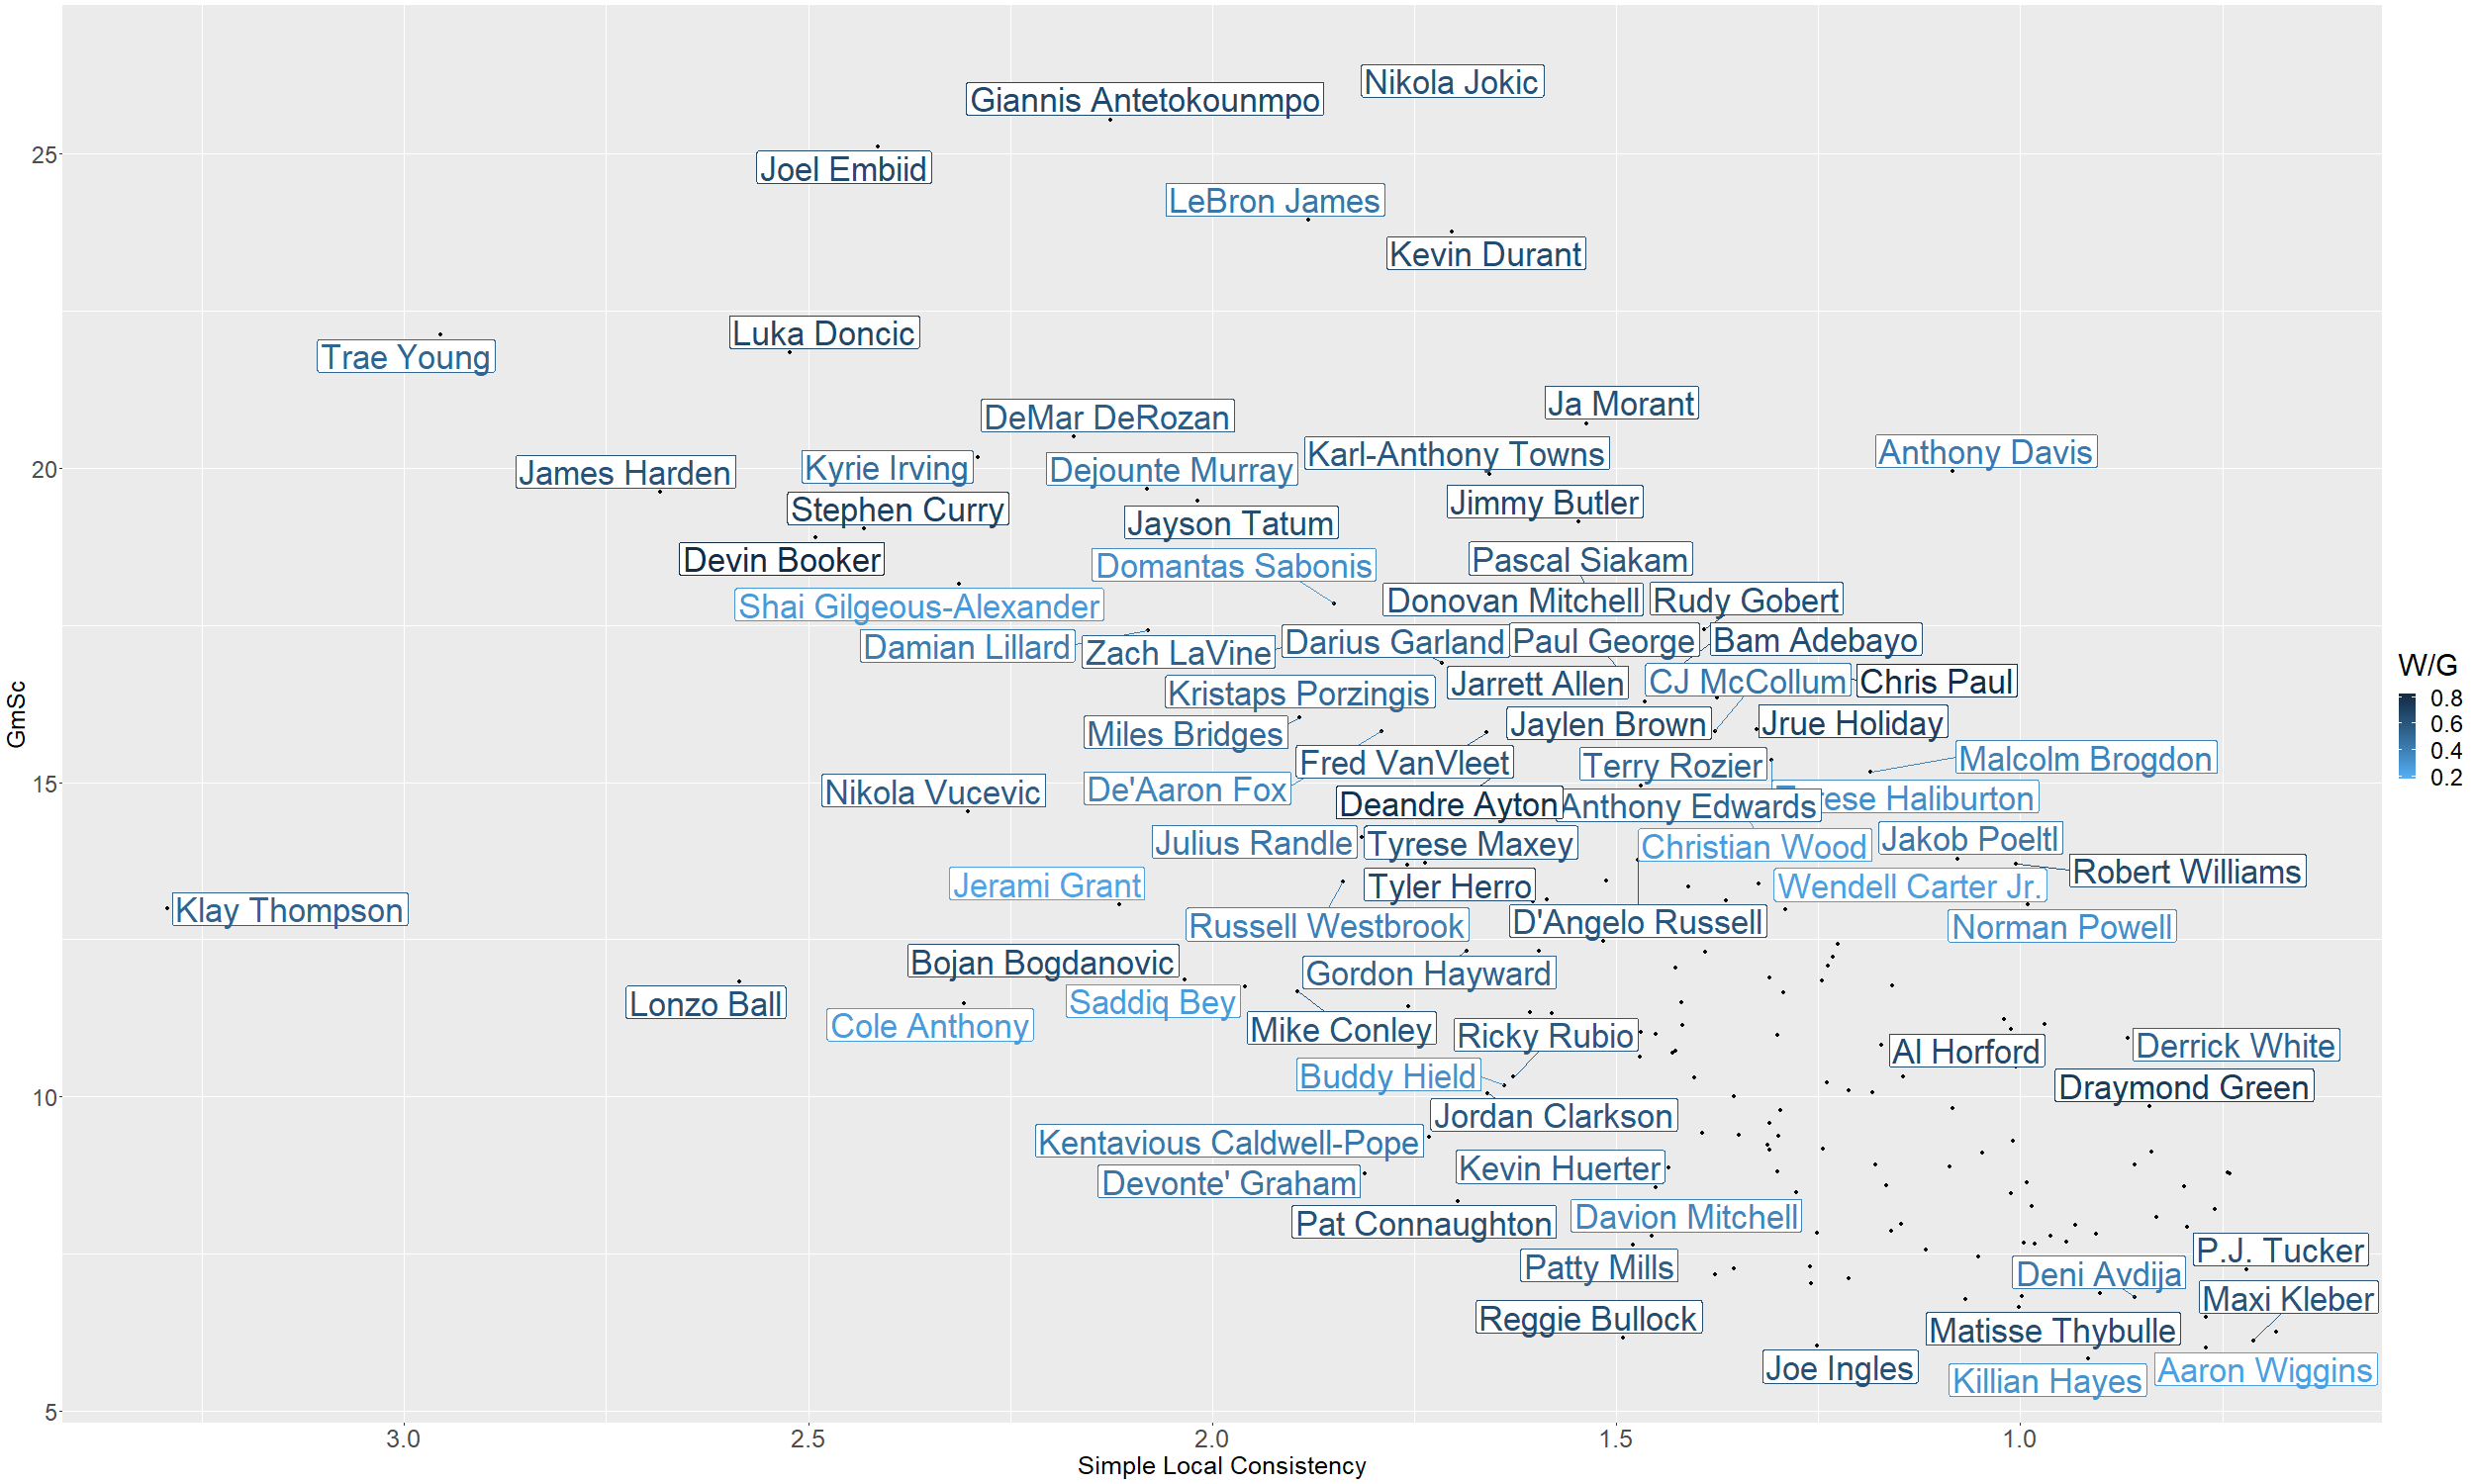 Nikola Jokic
Giannis Antetokounmpo
25
Joel Embiid
LeBron James
Kevin Durant
Luka Doncic
Trae Young
Ja Morant
DeMar DeRozan
Karl-Anthony Towns
Anthony Davis
20
James Harden
Kyrie Irving
Dejounte Murray
Stephen Curry
Jimmy Butler
Jayson Tatum
Devin Booker
Domantas Sabonis
Pascal Siakam
Shai Gilgeous-Alexander
Donovan Mitchell
Rudy Gobert
Damian Lillard
Zach LaVine
Darius Garland
Paul George
Bam Adebayo
Kristaps Porzingis
Jarrett Allen
CJ McCollum
Chris Paul
Miles Bridges
Jaylen Brown
Jrue Holiday
Fred VanVleet
Terry Rozier
Malcolm Brogdon
15
Nikola Vucevic
De'Aaron Fox
Deandre Ayton
Anthony Edwards
rese Haliburton
Julius Randle
Tyrese Maxey
Christian Wood
Jakob Poeltl
Robert Williams
Jerami Grant
Tyler Herro
Wendell Carter Jr.
Klay Thompson
Russell Westbrook
D'Angelo Russell
Norman Powell
Bojan Bogdanovic
Gordon Hayward
Lonzo Ball
Saddiq Bey
Cole Anthony
Mike Conley
Ricky Rubio
Al Horford
Derrick White
Buddy Hield
Draymond Green
10
Jordan Clarkson
Kentavious Caldwell-Pope
Kevin Huerter
Devonte' Graham
Pat Connaughton
Davion Mitchell
Patty Mills
P.J. Tucker
Deni Avdija
Maxi Kleber
Reggie Bullock
Matisse Thybulle
Joe Ingles
Killian Hayes
Aaron Wiggins
5
3.0
2.5
2.0
1.5
1.0
Simple Local Consistency
GmSc
W/G
0.8
0.6
0.4
0.2